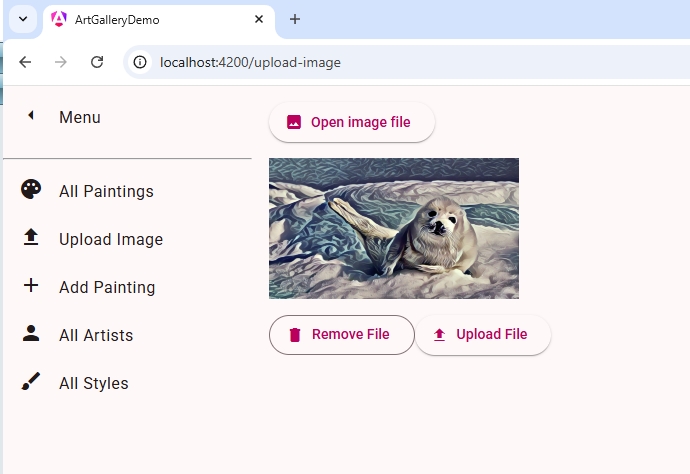 ArtGalleryDemo
localhost:4200/upload-image
Menu
Open image file
All Paintings
Upload Image
Add Painting
All Artists
All Styles
Remove File
Upload File